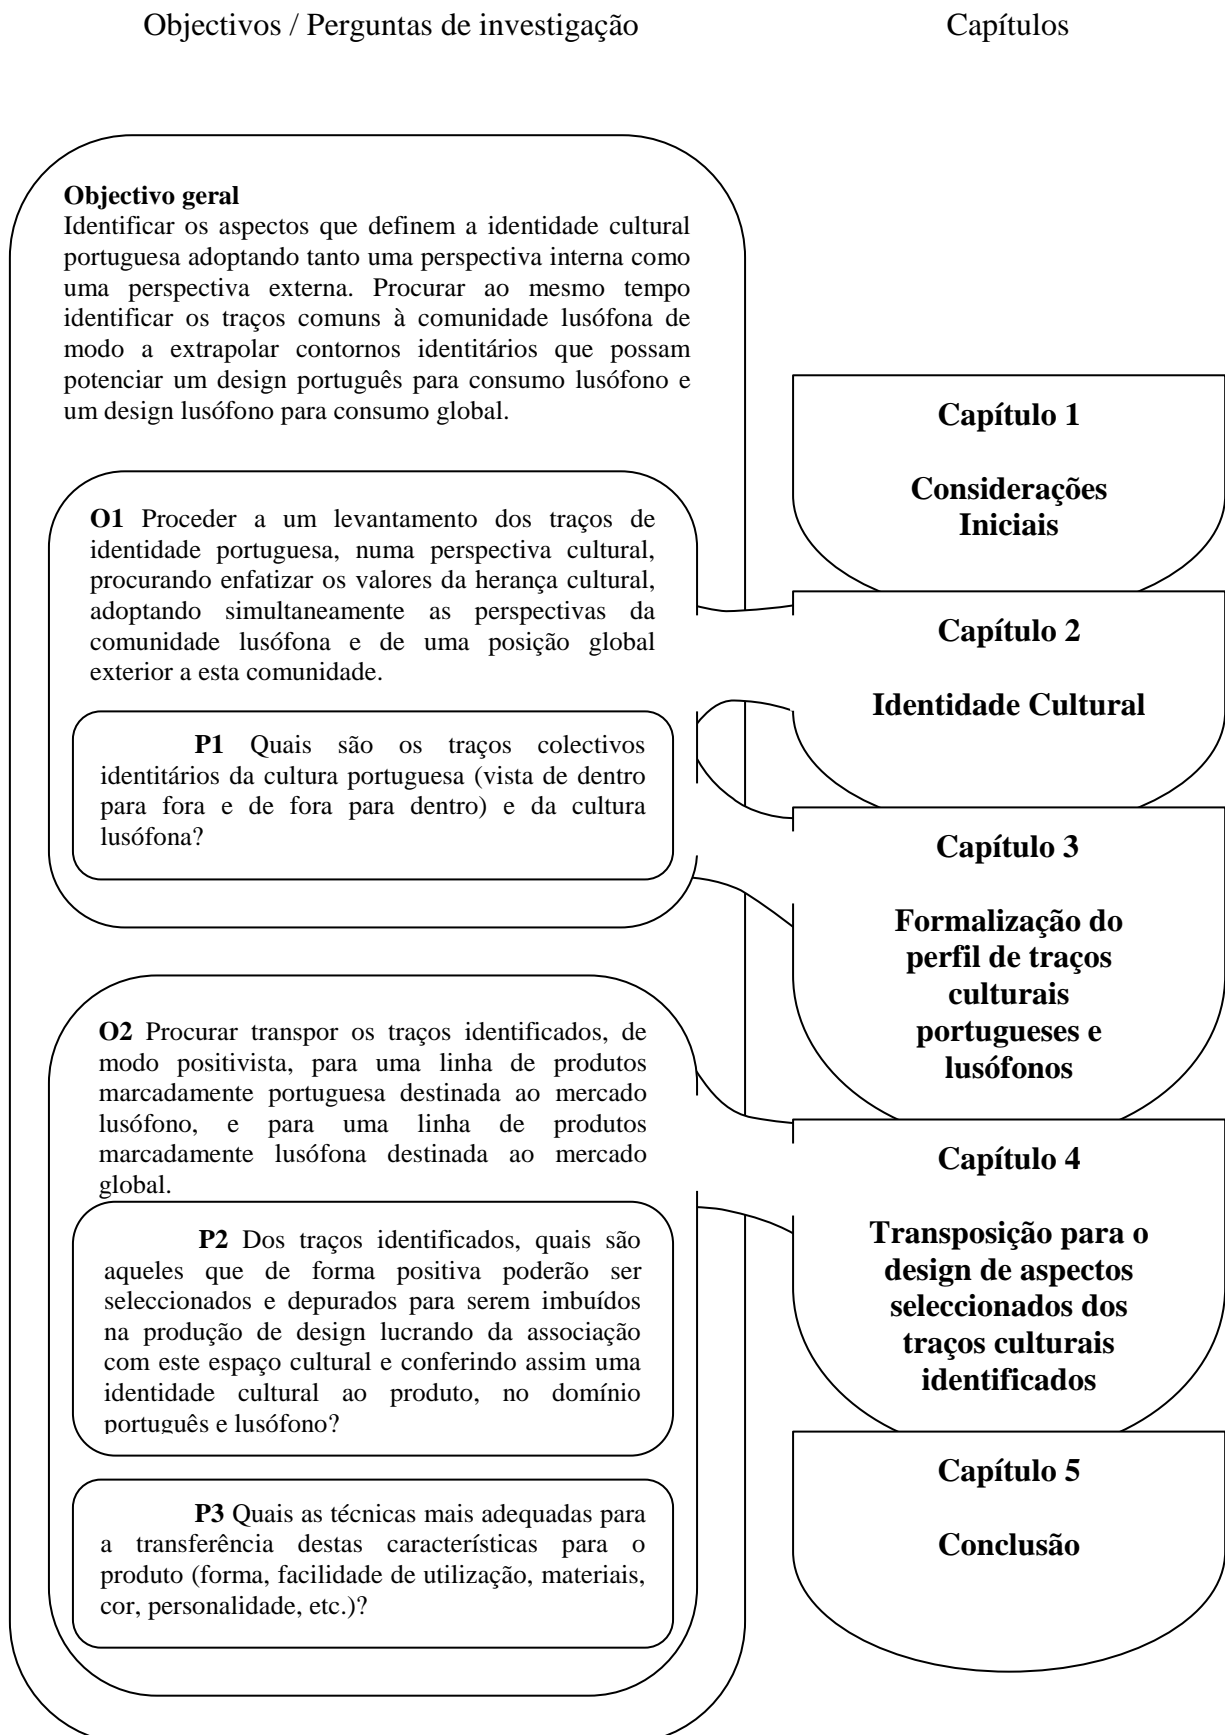 Objectivos / Perguntas de investigação
Capítulos
Objectivo geral
Identificar os aspectos que definem a identidade cultural
portuguesa adoptando tanto uma perspectiva interna como
uma perspectiva externa. Procurar ao mesmo tempo
identificar os traços comuns à comunidade lusófona de
modo a extrapolar contornos identitários que possam
potenciar um design português para consumo lusófono e
um design lusófono para consumo global.
O1 Proceder a um levantamento dos traços de
identidade portuguesa, numa perspectiva cultural,
procurando enfatizar os valores da herança cultural,
adoptando simultaneamente as perspectivas da
comunidade lusófona e de uma posição global
exterior a esta comunidade.
P1 Quais são os traços colectivos
identitários da cultura portuguesa (vista de dentro
para fora e de fora para dentro) e da cultura
lusófona?
O2 Procurar transpor os traços identificados, de
modo positivista, para uma linha de produtos
marcadamente portuguesa destinada ao mercado
lusófono, e para uma linha de produtos
marcadamente lusófona destinada ao mercado
global.
P2 Dos traços identificados, quais são
aqueles que de forma positiva poderão ser
seleccionados e depurados para serem imbuídos
na produção de design lucrando da associação
com este espaço cultural e conferindo assim uma
identidade cultural ao produto, no domínio
português e lusófono?
P3 Quais as técnicas mais adequadas para
a transferência destas características para o
produto (forma, facilidade de utilização, materiais,
cor, personalidade, etc.)?
Capítulo 1
Considerações
Iniciais
Capítulo 2
Identidade Cultural
Capítulo 3
Formalização do
perfil de traços
culturais
portugueses e
lusófonos
Capítulo 4
Transposição para o
design de aspectos
seleccionados dos
traços culturais
identificados
Capítulo 5
Conclusão